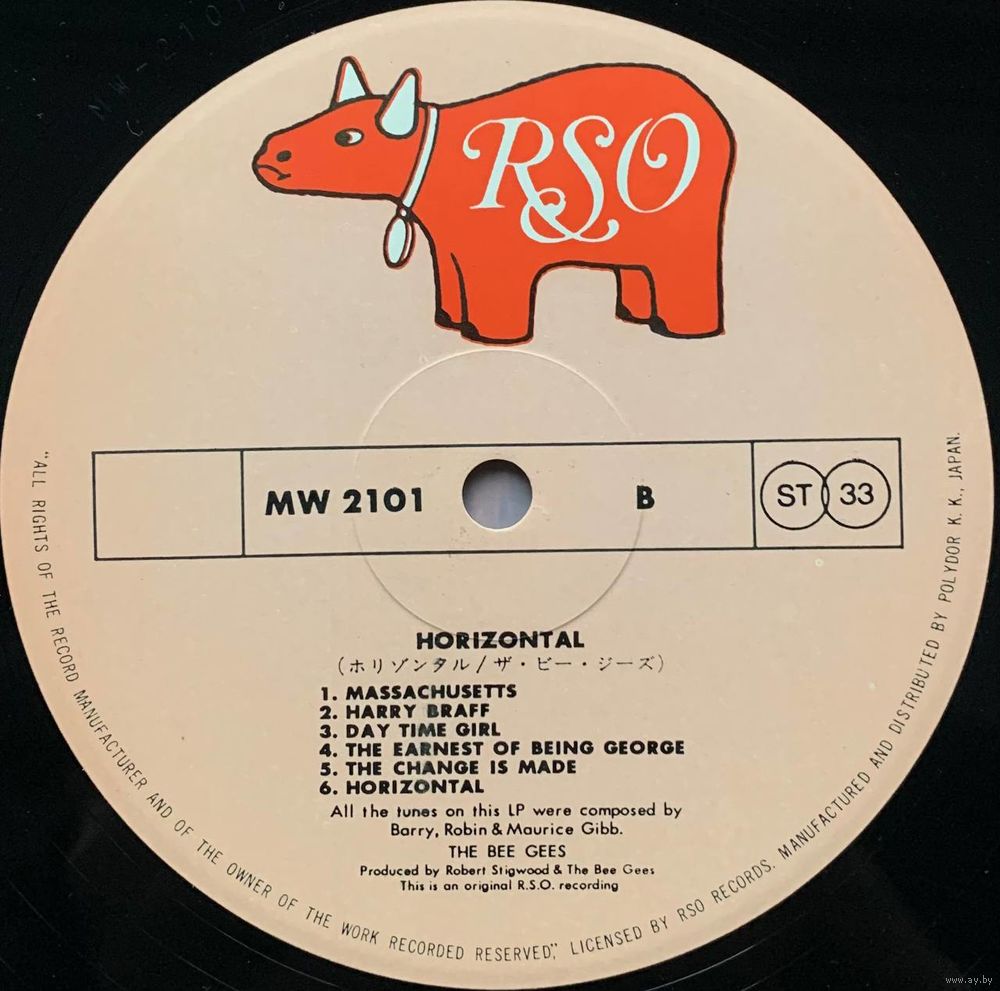 RSO
MW 2101
B
ST 33
HORIZONTAL
(ホリゾンタル/ザ・ビー・ジーズ)
1. MASSACHUSETTS
2. HARRY BRAFF
3. DAY TIME GIRL
4. THE EARNEST OF BEING GEORGE
5. THE CHANGE IS MADE
6. HORIZONTAL
All the tunes on this LP were composed by
Barry, Robin & Maurice Gibb.
THE BEE GEES
Produced by Robert Stigwood & The Bee Gees
This is an original R.S.O. recording
"ALL RIGHTS OF THE RECORD MANUFACTURER AND OF THE OWNER OF THE WORK RECORDED RESERVED", LICENSED BY RSO RECORDS. MANUFACTURED AND DISTRIBUTED BY POLYDOR K. K., JAPAN.
www.ay.by